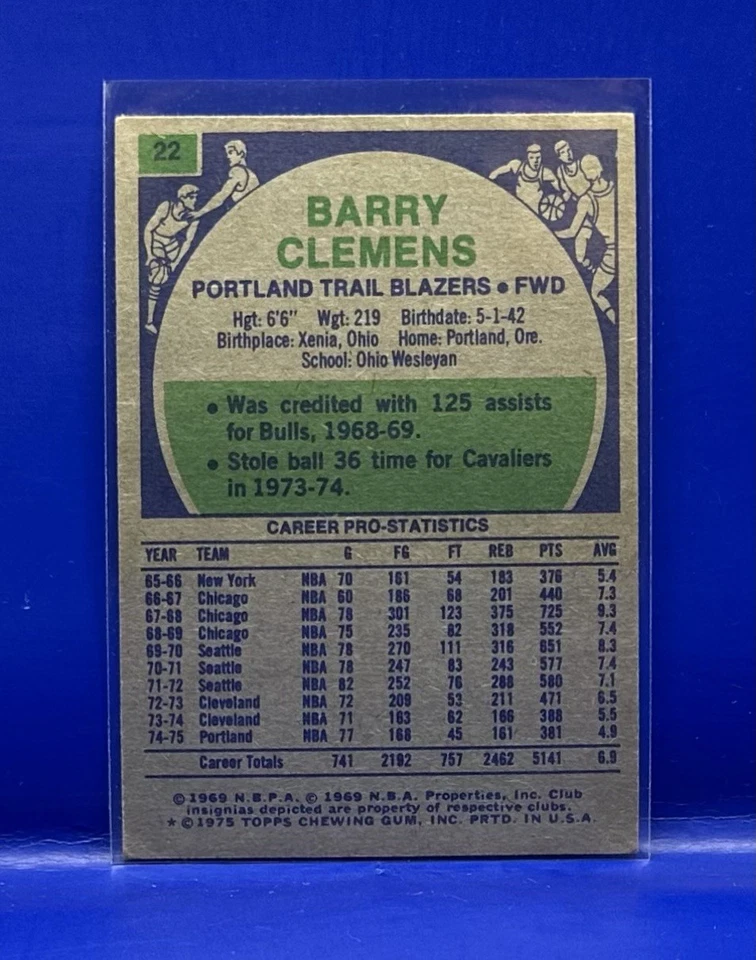 22
BARRY
CLEMENS
PORTLAND TRAIL BLAZERS • FWD
Hgt: 6'6" Wgt: 219 Birthdate: 5-1-42
Birthplace: Xenia, Ohio Home: Portland, Ore.
School: Ohio Wesleyan
• Was credited with 125 assists
for Bulls, 1968-69.
• Stole ball 36 time for Cavaliers
in 1973-74.
CAREER PRO-STATISTICS
YEAR TEAM G FG FT REB PTS AVG
65-66 New York NBA 70 161 54 183 376 5.4
66-67 Chicago NBA 60 186 68 201 440 7.3
67-68 Chicago NBA 78 301 123 375 725 9.3
68-69 Chicago NBA 75 235 82 318 552 7.4
69-70 Seattle NBA 78 270 111 316 651 8.3
70-71 Seattle NBA 78 247 83 243 577 7.4
71-72 Seattle NBA 82 252 76 288 580 7.1
72-73 Cleveland NBA 72 209 53 211 471 6.5
73-74 Cleveland NBA 71 163 62 166 388 5.5
74-75 Portland NBA 77 168 45 161 381 4.9
Career Totals 741 2192 757 2462 5141 6.9
© 1969 N.B.P.A. © 1969 N.B.A. Properties, Inc. Club
insignias depicted are property of respective clubs.
* © 1975 TOPPS CHEWING GUM, INC. PRTD. IN U.S.A.